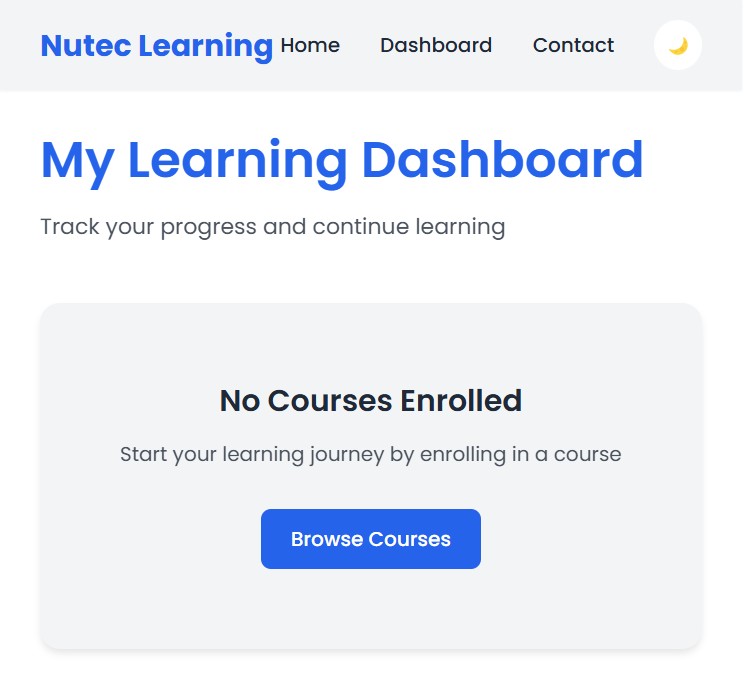 Nutec Learning Home Dashboard Contact
My Learning Dashboard
Track your progress and continue learning
No Courses Enrolled
Start your learning journey by enrolling in a course
Browse Courses